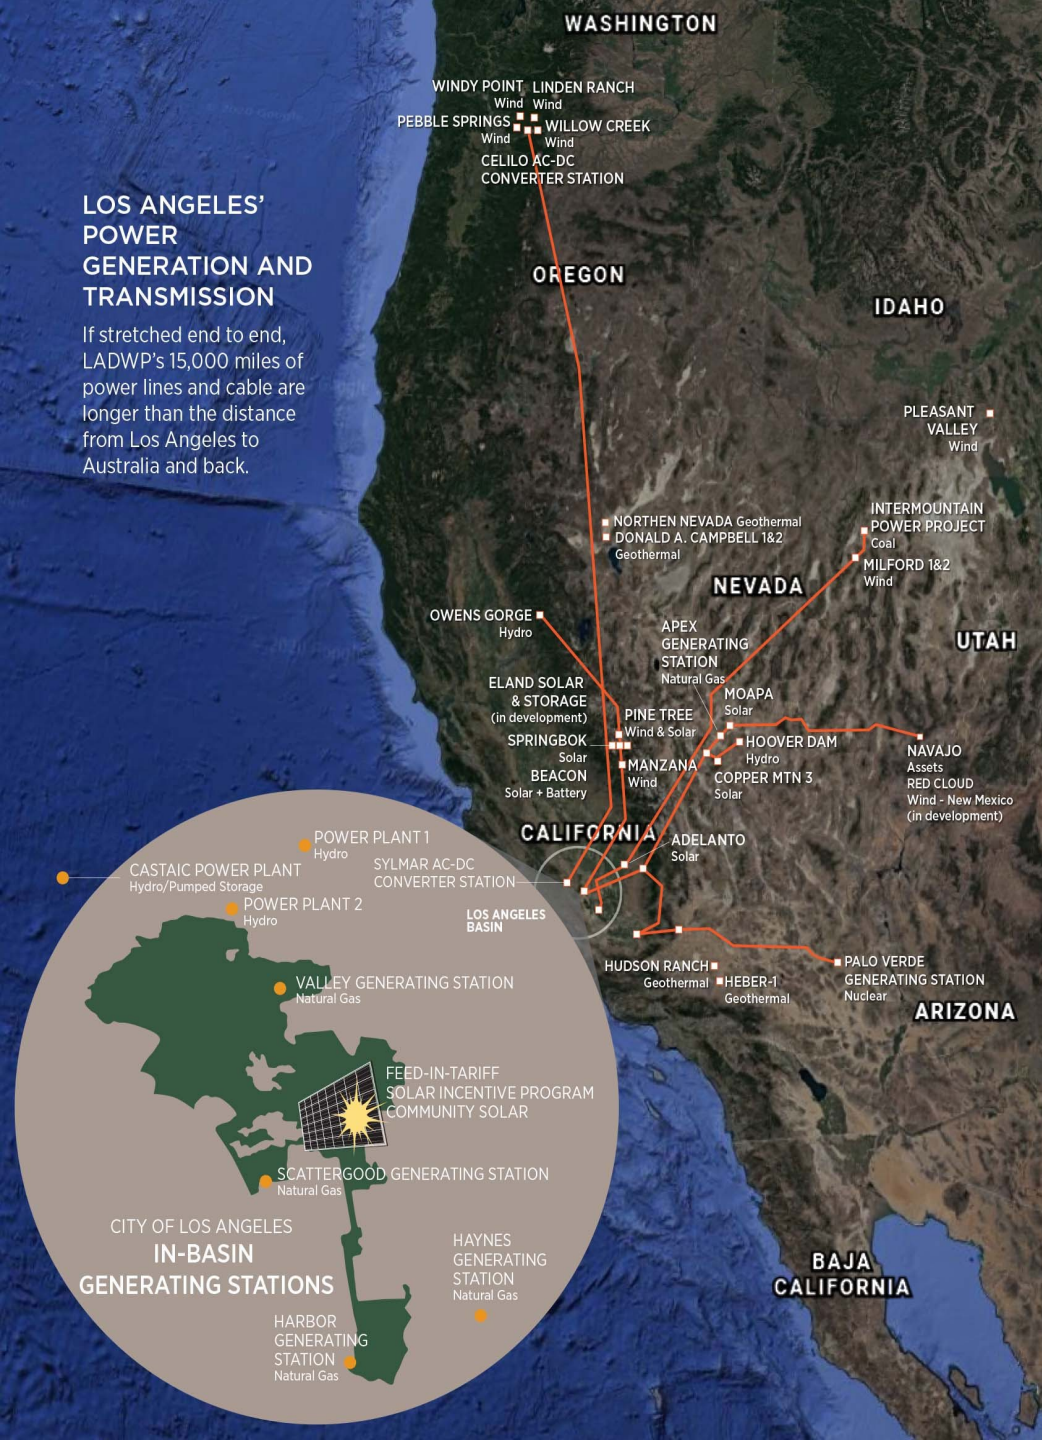 WASHINGTON
WINDY POINT
Wind
LINDEN RANCH
Wind
PEBBLE SPRINGS
Wind
WILLOW CREEK
Wind
CELILO AC-DC
CONVERTER STATION
LOS ANGELES’
POWER
GENERATION AND
TRANSMISSION
If stretched end to end,
LADWP’s 15,000 miles of
power lines and cable are
longer than the distance
from Los Angeles to
Australia and back.
OREGON
IDAHO
PLEASANT
VALLEY
Wind
NORTHEN NEVADA Geothermal
DONALD A. CAMPBELL 1&2
Geothermal
INTERMOUNTAIN
POWER PROJECT
Coal
MILFORD 1&2
Wind
NEVADA
OWENS GORGE
Hydro
APEX
GENERATING
STATION
Natural Gas
UTAH
ELAND SOLAR
& STORAGE
(in development)
MOAPA
Solar
PINE TREE
Wind & Solar
SPRINGBOK
Solar
HOOVER DAM
Hydro
NAVAJO
Assets
RED CLOUD
Wind - New Mexico
(in development)
BEACON
Solar + Battery
MANZANA
Wind
COPPER MTN 3
Solar
CALIFORNIA
ADELANTO
Solar
SYLMAR AC-DC
CONVERTER STATION
LOS ANGELES
BASIN
HUDSON RANCH
Geothermal
HEBER-1
Geothermal
PALO VERDE
GENERATING STATION
Nuclear
ARIZONA
POWER PLANT 1
Hydro
CASTAIC POWER PLANT
Hydro/Pumped Storage
POWER PLANT 2
Hydro
VALLEY GENERATING STATION
Natural Gas
FEED-IN-TARIFF
SOLAR INCENTIVE PROGRAM
COMMUNITY SOLAR
SCATTERGOOD GENERATING STATION
Natural Gas
CITY OF LOS ANGELES
IN-BASIN
GENERATING STATIONS
HAYNES
GENERATING
STATION
Natural Gas
HARBOR
GENERATING
STATION
Natural Gas
BAJA
CALIFORNIA